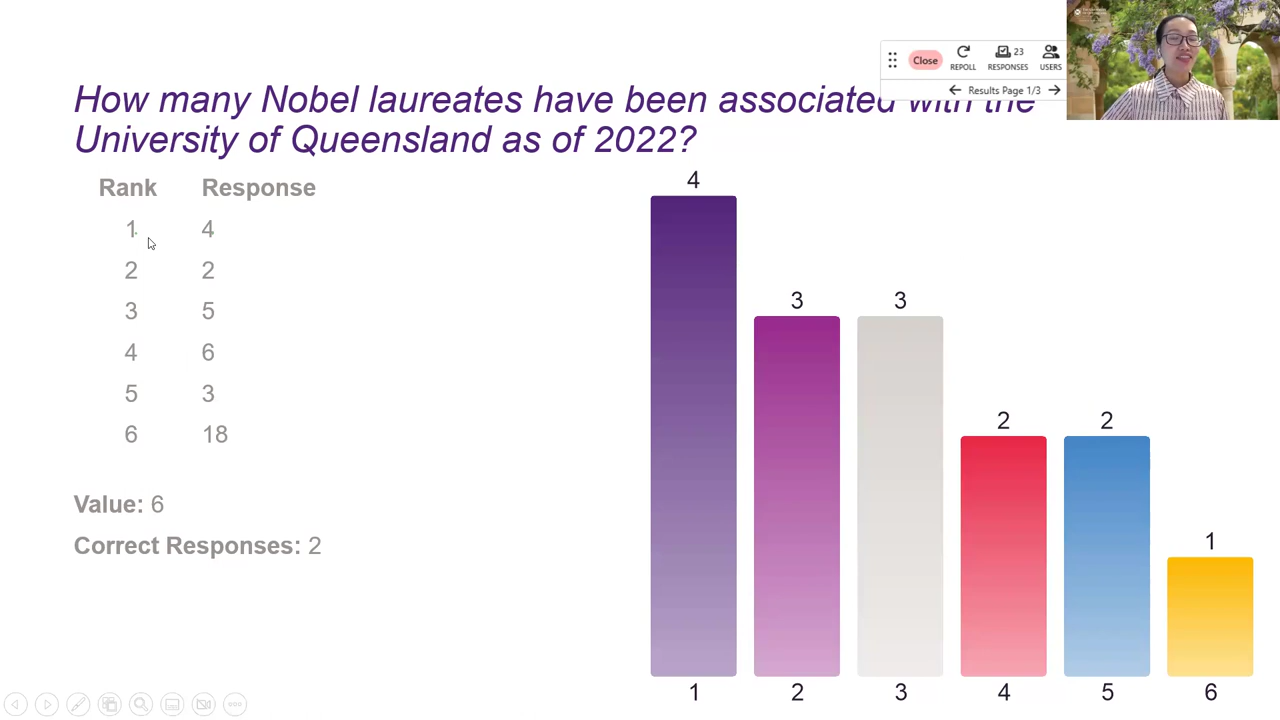 Close
REPOLL
23
RESPONSES
USERS
Results Page 1/3
How many Nobel laureates have been associated with the
University of Queensland as of 2022?
Rank Response
1 4
2 2
3 5
4 6
5 3
6 18
Value: 6
Correct Responses: 2
4
3
3
2
2
1
1 2 3 4 5 6